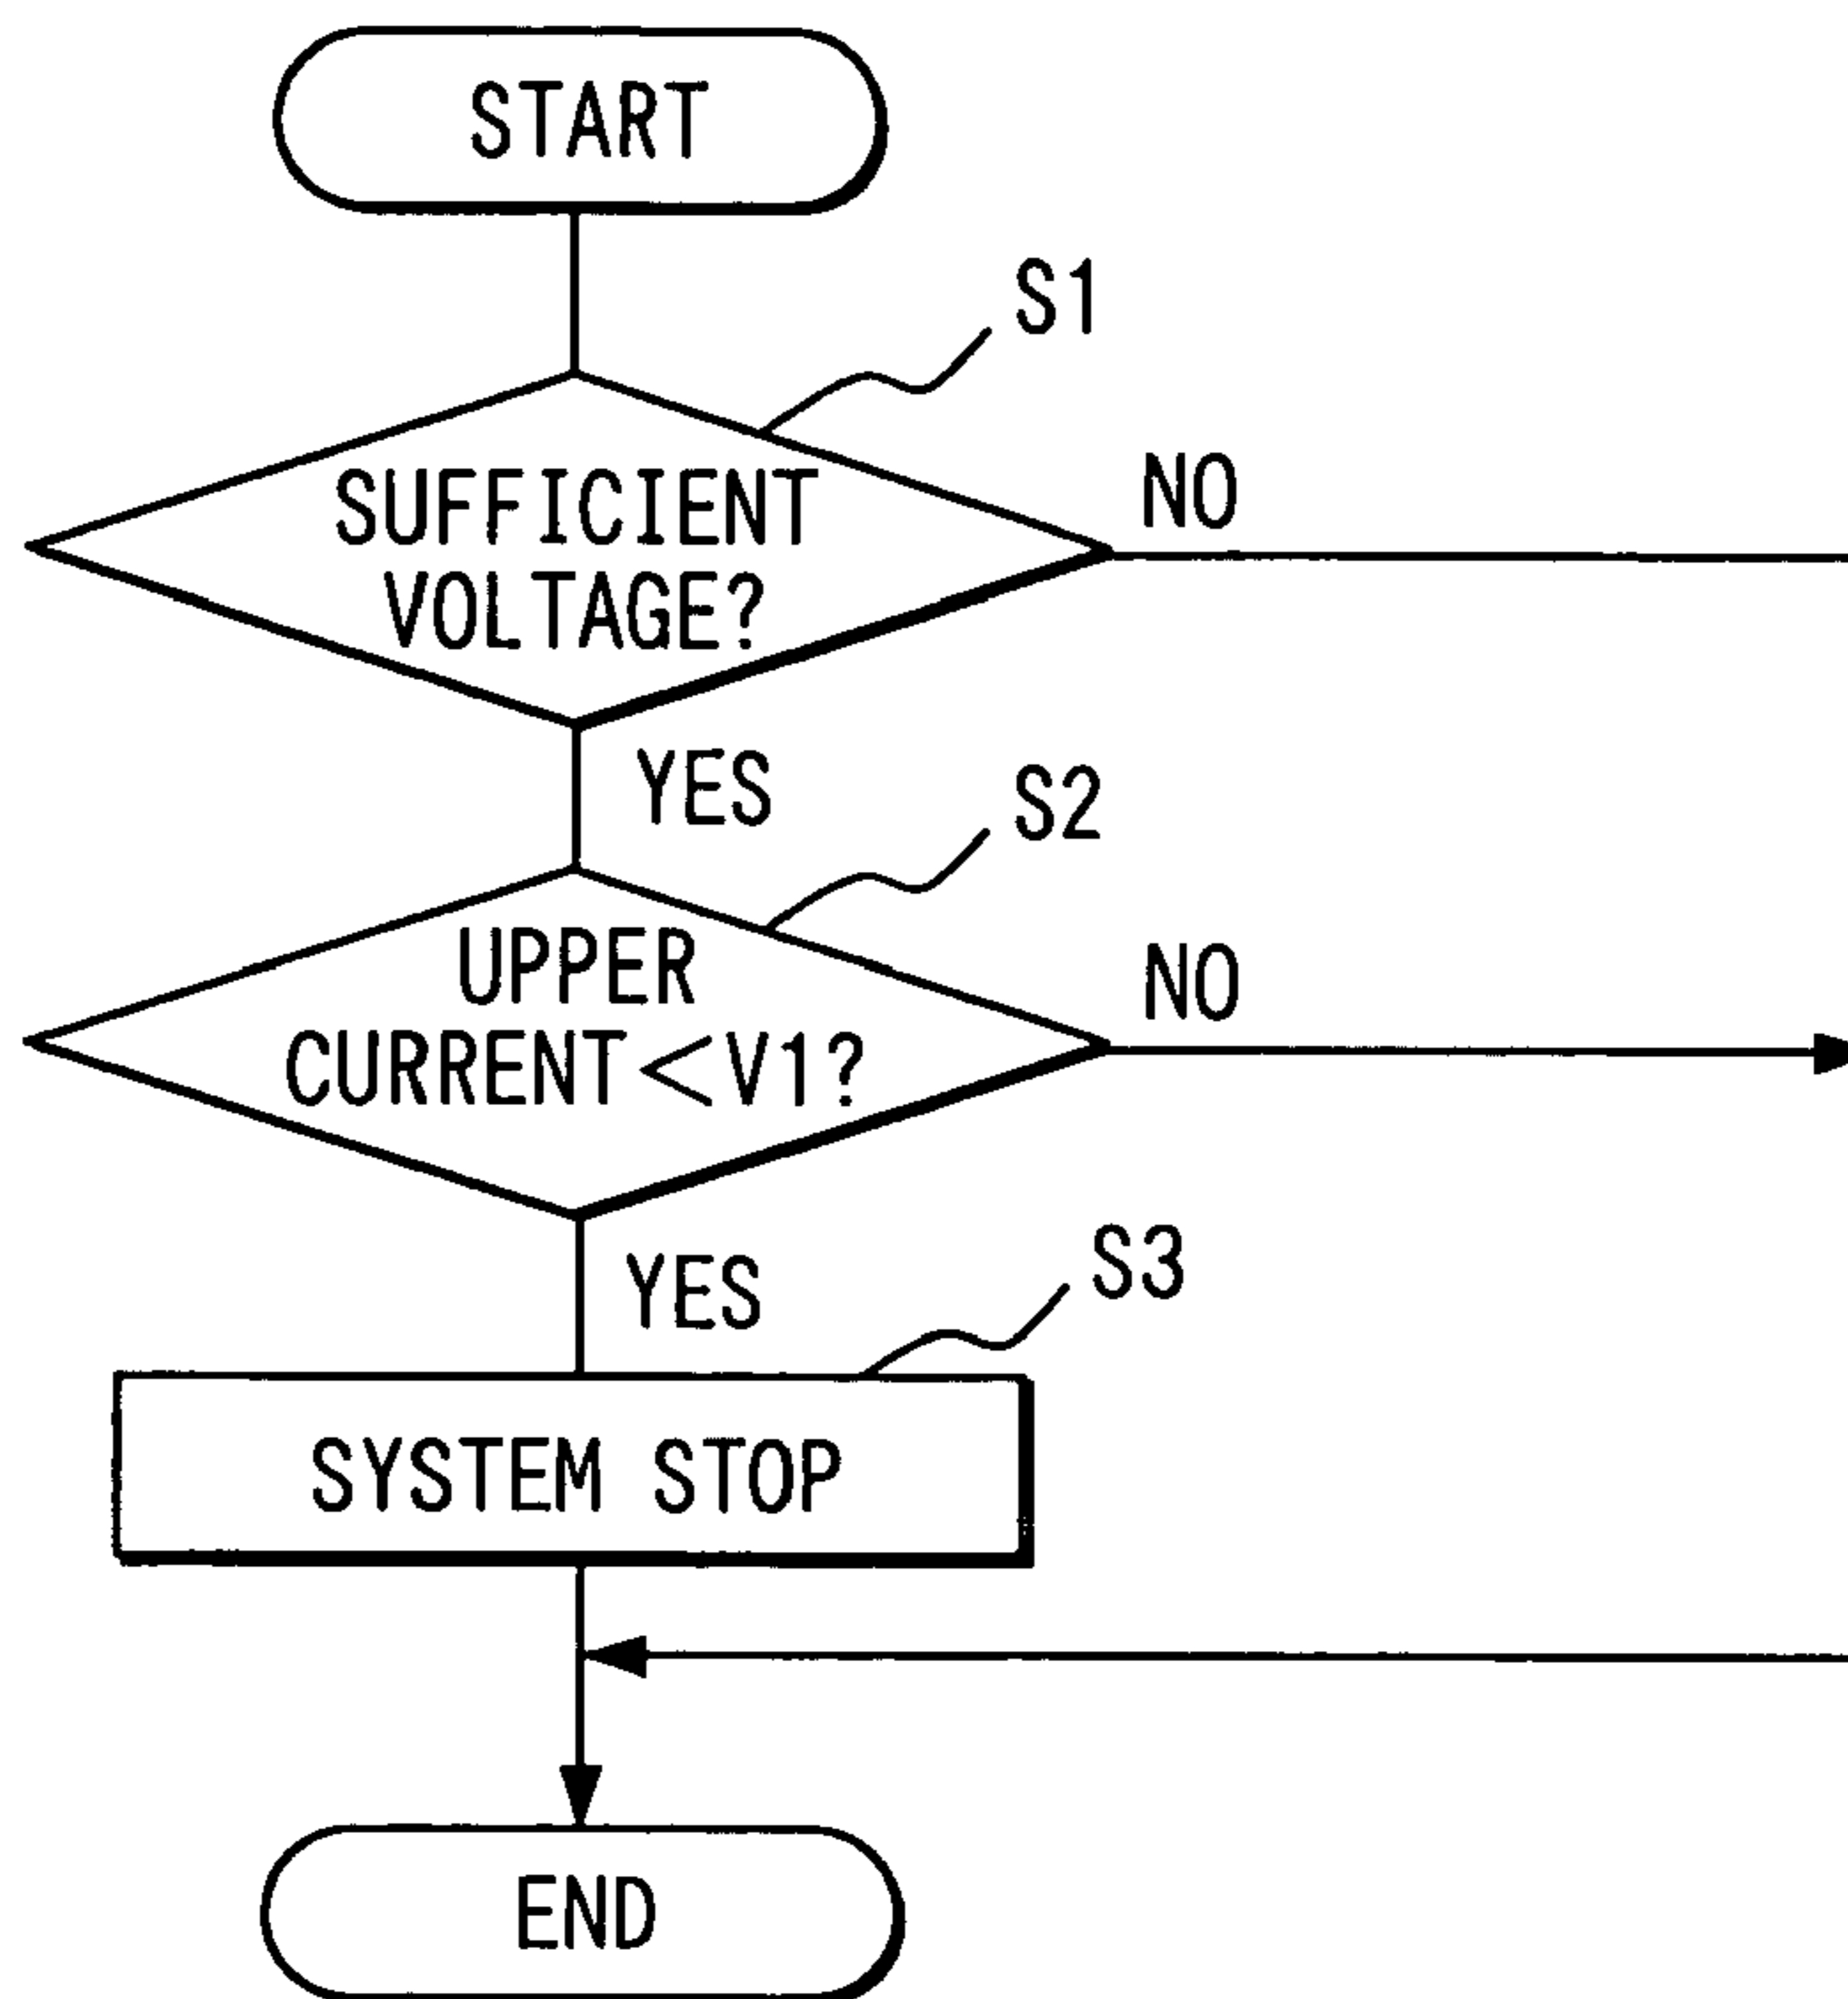 START
S1
SUFFICIENT
VOLTAGE?
NO
YES
S2
UPPER
CURRENT<V1?
NO
YES
S3
SYSTEM STOP
END